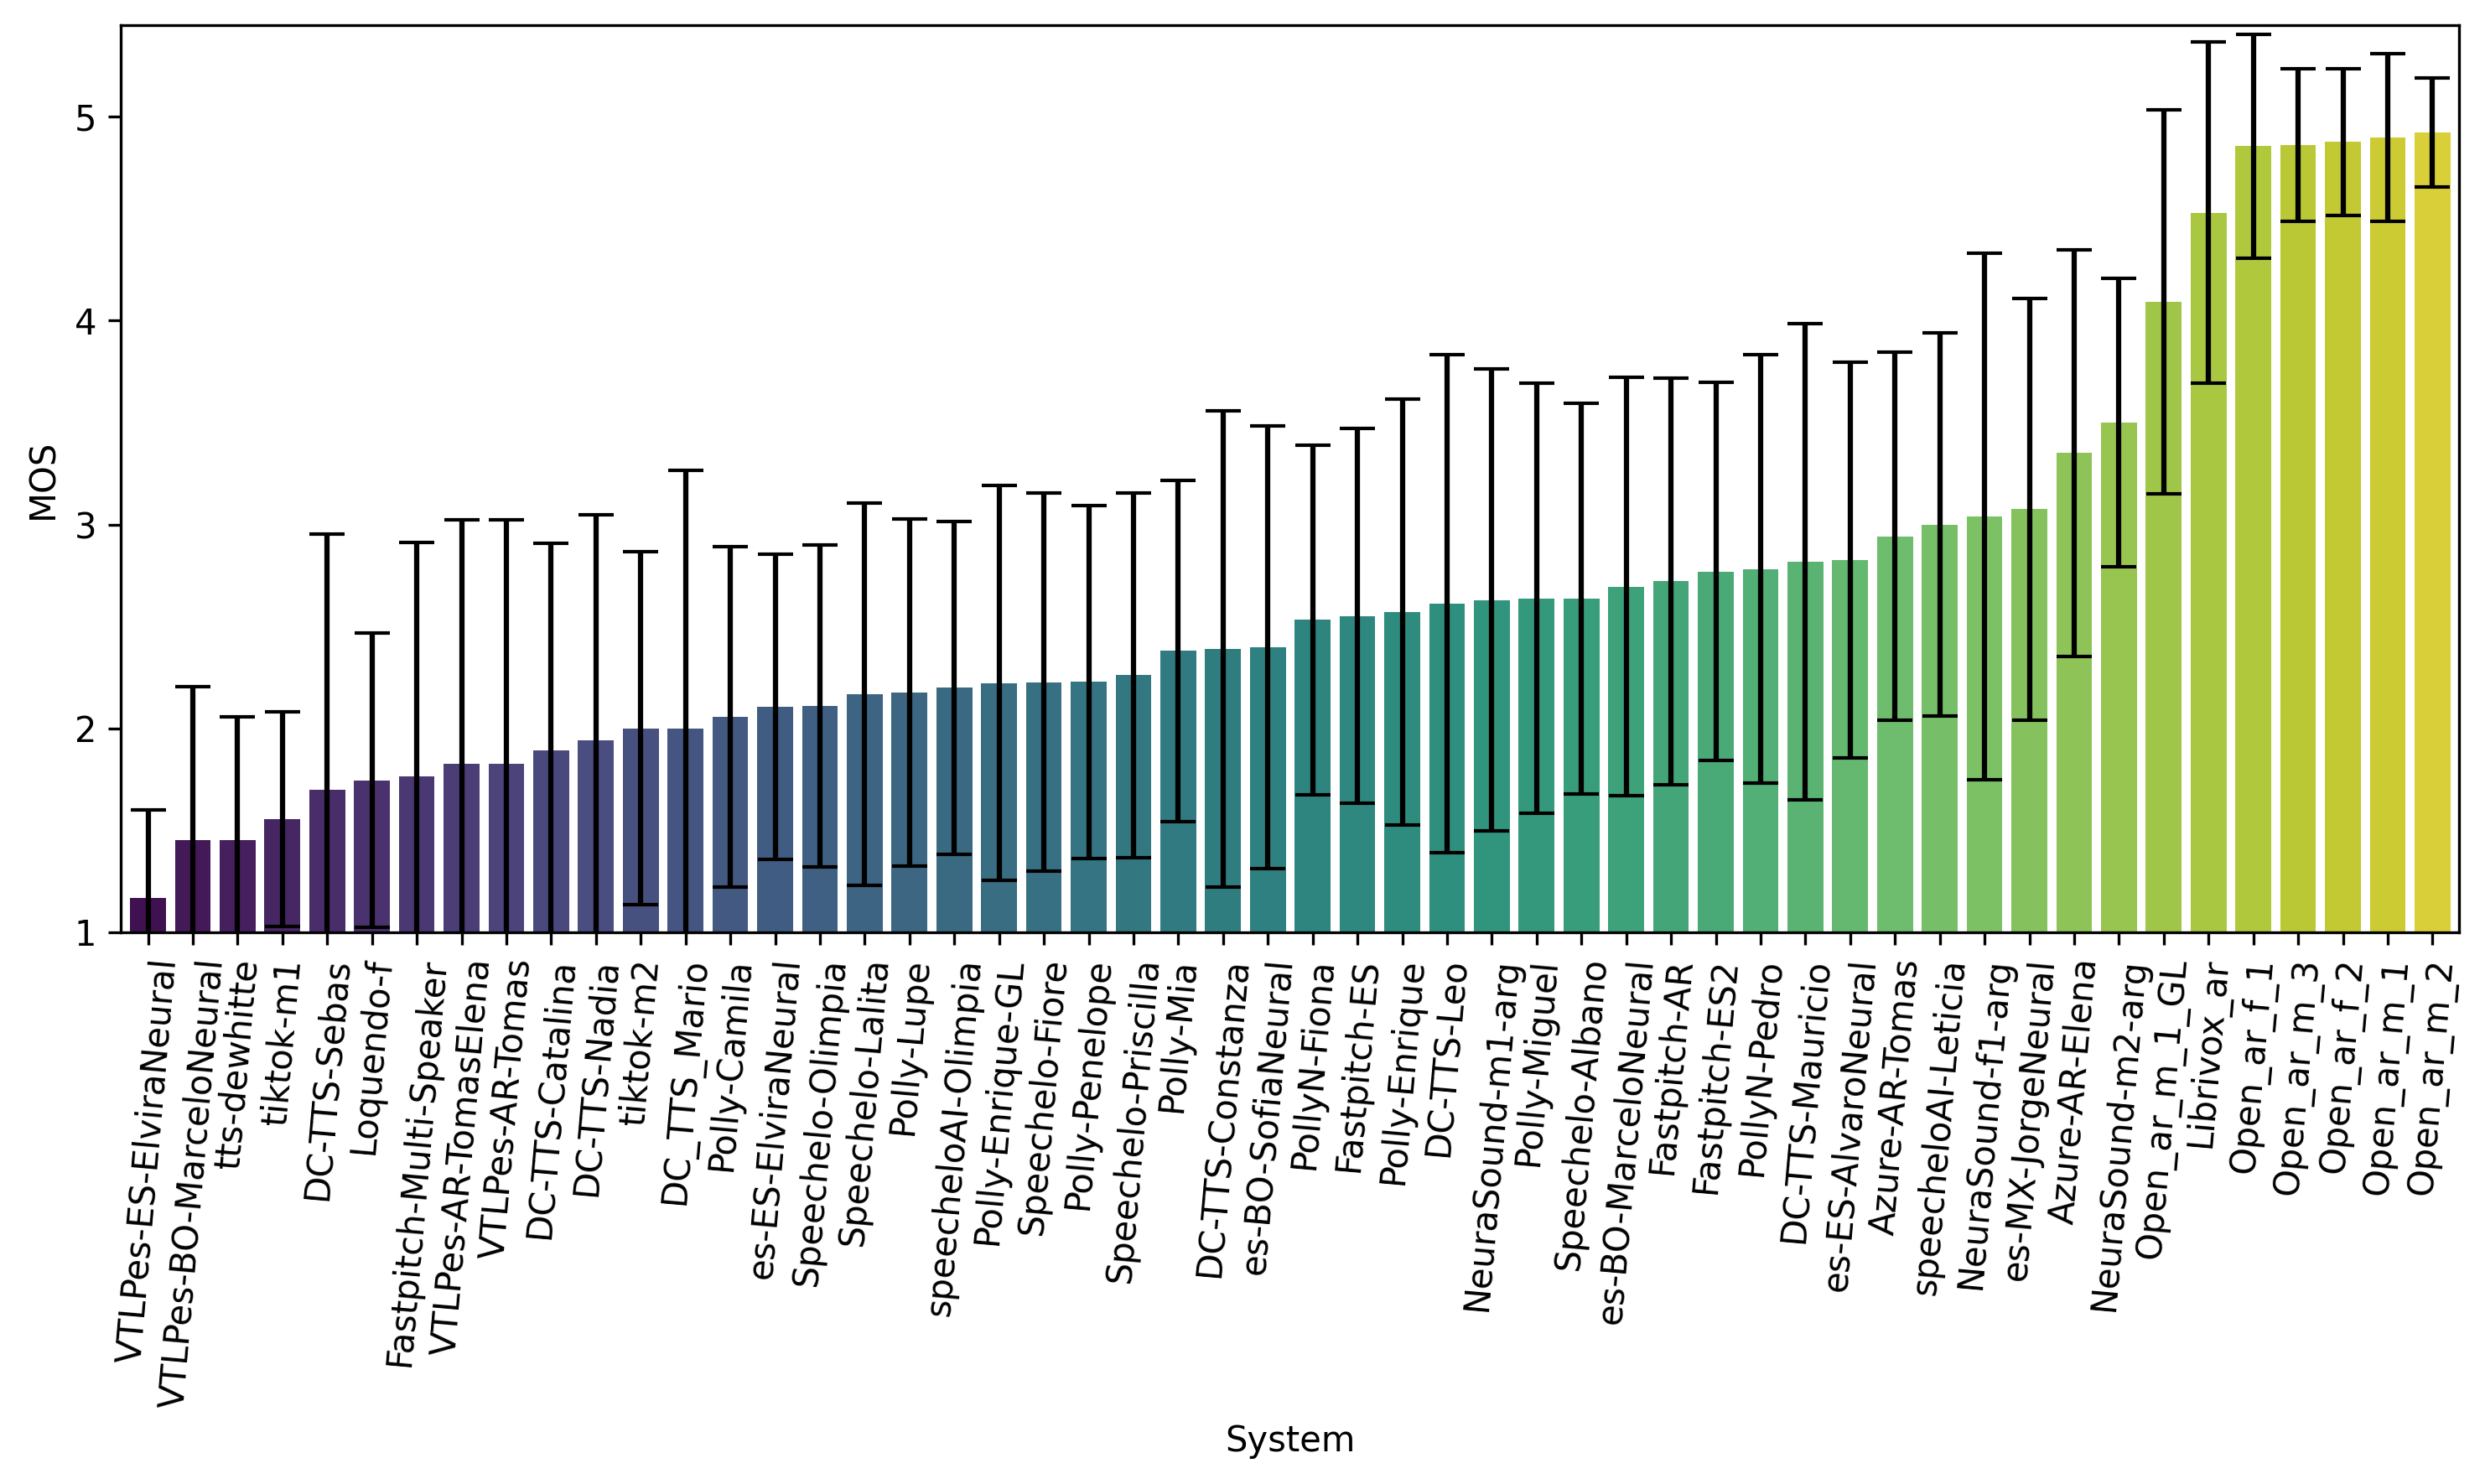 5
4
3
2
1
MOS
VTLPes-ES-ElviraNeural
VTLPes-BO-MarceloNeural
tts-dewhitte
tiktok-m1
DC-TTS-Sebas
Loquendo-f
Fastpitch-Multi-Speaker
VTLPes-AR-TomasElena
VTLPes-AR-Tomas
DC-TTS-Catalina
DC-TTS-Nadia
tiktok-m2
DC_TTS_Mario
Polly-Camila
es-ES-ElviraNeural
Speechelo-Olimpia
Speechelo-Lalita
Polly-Lupe
speecheloAI-Olimpia
Polly-Enrique-GL
Speechelo-Fiore
Polly-Penelope
Speechelo-Priscilla
Polly-Mia
DC-TTS-Constanza
es-BO-SofiaNeural
PollyN-Fiona
Fastpitch-ES
Polly-Enrique
DC-TTS-Leo
NeuraSound-m1-arg
Polly-Miguel
Speechelo-Albano
es-BO-MarceloNeural
Fastpitch-AR
Fastpitch-ES2
PollyN-Pedro
DC-TTS-Mauricio
es-ES-AlvaroNeural
Azure-AR-Tomas
speecheloAI-Leticia
NeuraSound-f1-arg
es-MX-JorgeNeural
Azure-AR-Elena
NeuraSound-m2-arg
Open_ar_m_1_GL
Librivox_ar
Open_ar_f_1
Open_ar_m_3
Open_ar_f_2
Open_ar_m_1
Open_ar_m_2
System